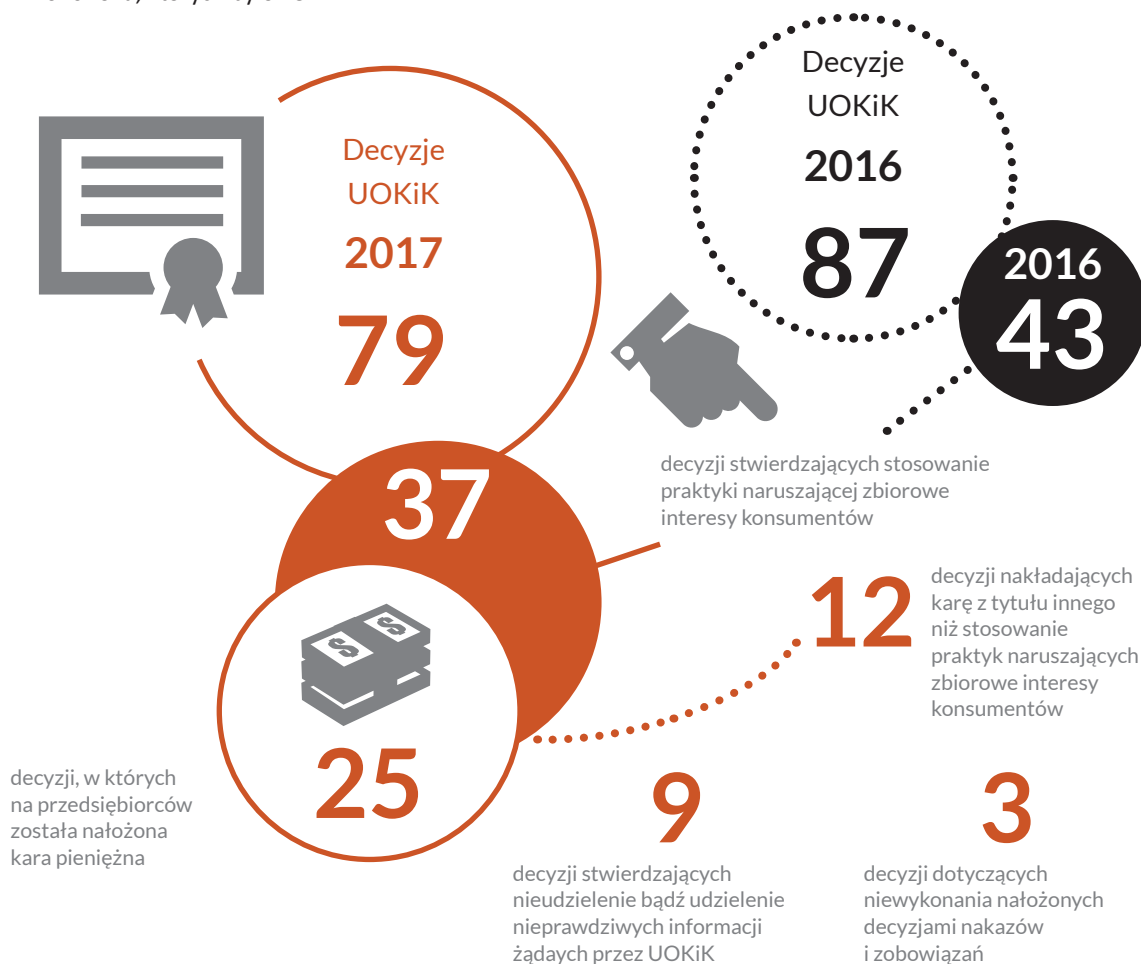 Decyzje
UOKiK
2017
79
Decyzje
UOKiK
2016
87
2016
43
decyzji stwierdzających stosowanie
praktyki naruszającej zbiorowe
interesy konsumentów
37
25
decyzji, w których
na przedsiębiorców
została nałożona
kara pieniężna
12
decyzji nakładających
karę z tytułu innego
niż stosowanie
praktyk naruszających
zbiorowe interesy
konsumentów
9
decyzji stwierdzających
nieudzielenie bądź udzielenie
nieprawdziwych informacji
żądaych przez UOKiK
3
decyzji dotyczących
niewykonania nałożonych
decyzjami nakazów
i zobowiązań